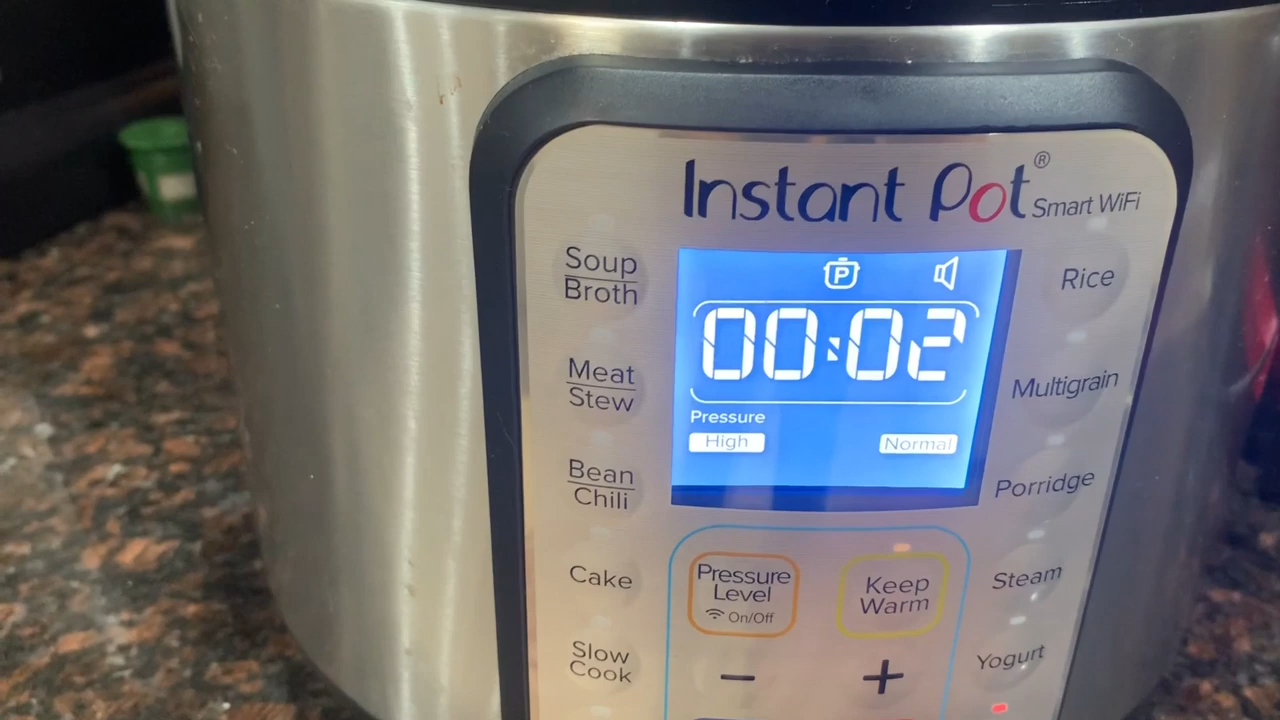 Instant Pot®
Smart WiFi
Soup
Broth
Meat
Stew
Bean
Chili
Cake
Slow
Cook
P
00:02
Pressure
High
Normal
Pressure
Level
On/Off
Keep
Warm
−
+
Rice
Multigrain
Porridge
Steam
Yogurt